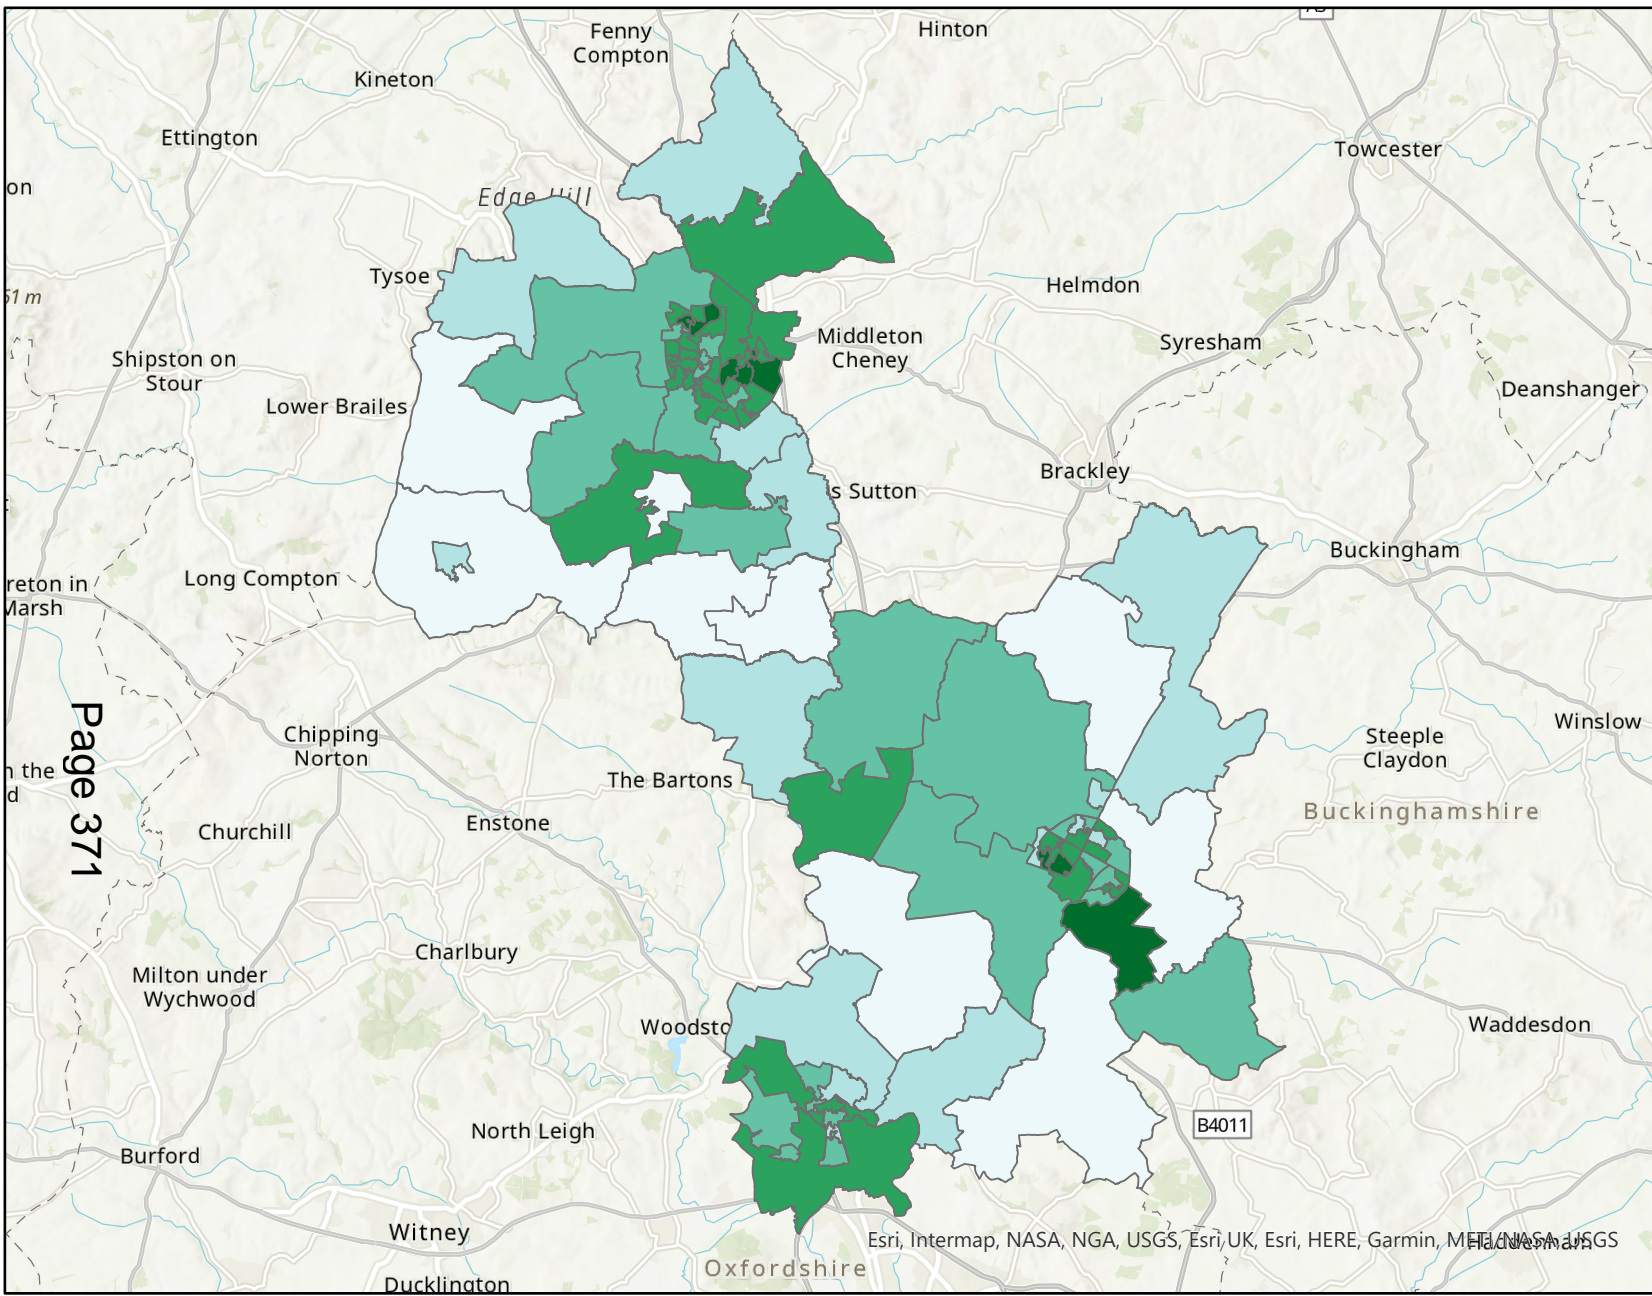 A5
Fenny
Compton
Hinton
Kineton
Ettington
Towcester
on
Edge Hill
Tysoe
Helmdon
51 m
Middleton
Cheney
Syresham
Shipston on
Stour
Deanshanger
Lower Brailes
Brackley
s Sutton
Buckingham
Long Compton
reton in
Marsh
Page 371
Chipping
Norton
Winslow
Steeple
Claydon
n the
d
The Bartons
Buckinghamshire
Churchill
Enstone
Charlbury
Milton under
Wychwood
Woodsto
Waddesdon
North Leigh
B4011
Burford
Witney
Esri, Intermap, NASA, NGA, USGS, Esri UK, Esri, HERE, Garmin, METI/NASA, USGS
Haddenham
Oxfordshire
Ducklington